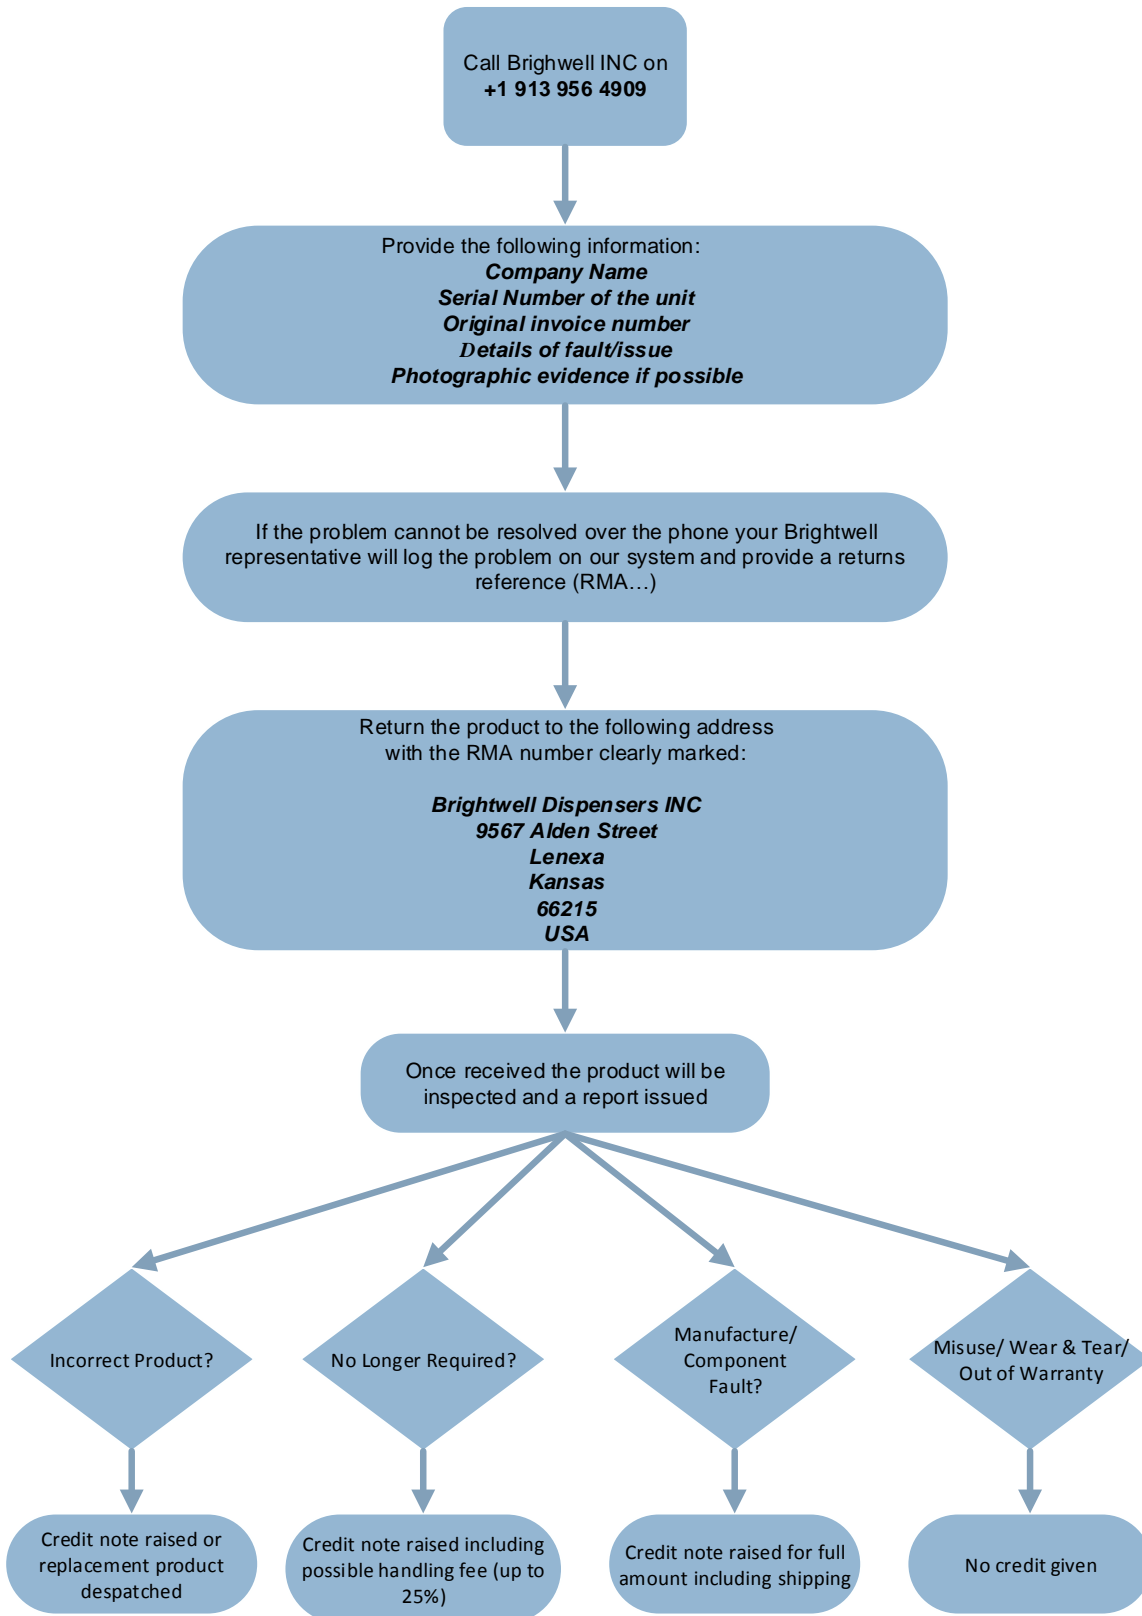 Call Brighwell INC on
+1 913 956 4909
Provide the following information:
Company Name
Serial Number of the unit
Original invoice number
Details of fault/issue
Photographic evidence if possible
If the problem cannot be resolved over the phone your Brightwell
representative will log the problem on our system and provide a returns
reference (RMA…)
Return the product to the following address
with the RMA number clearly marked:
Brightwell Dispensers INC
9567 Alden Street
Lenexa
Kansas
66215
USA
Once received the product will be
inspected and a report issued
Incorrect Product?
No Longer Required?
Manufacture/
Component
Fault?
Misuse/ Wear & Tear/
Out of Warranty
Credit note raised or
replacement product
despatched
Credit note raised including
possible handling fee (up to
25%)
Credit note raised for full
amount including shipping
No credit given